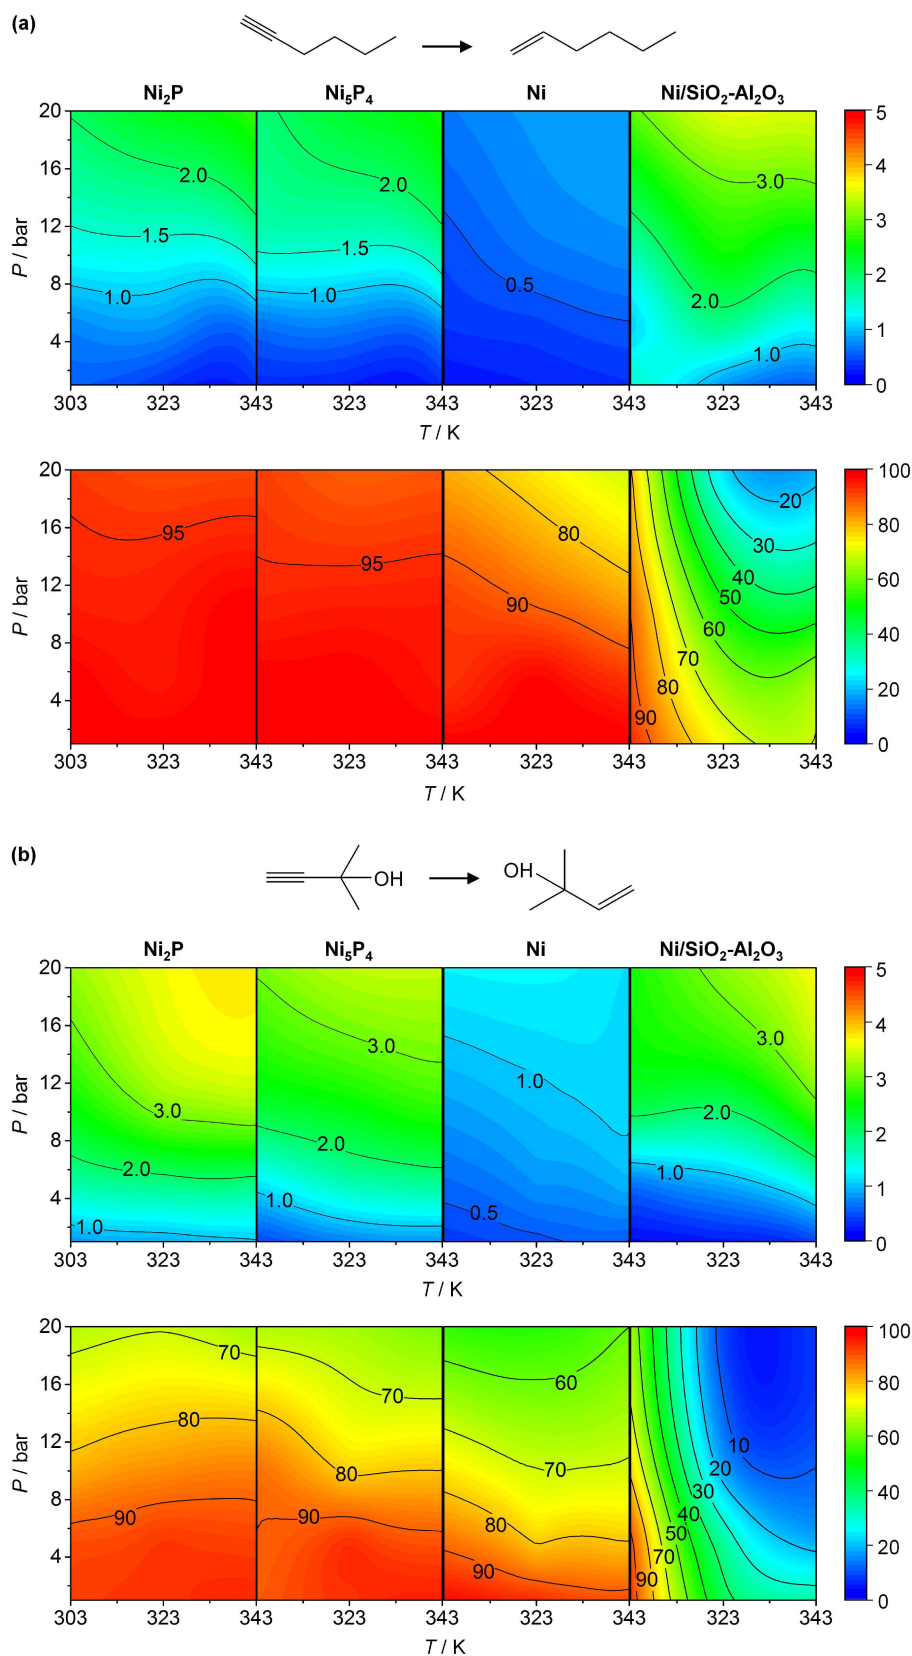 (a)
Ni₂P Ni₅P₄ Ni Ni/SiO₂-Al₂O₃
20 16 12 8 4
P / bar
2.0 1.5 1.0
2.0 1.5 1.0
0.5
3.0 2.0 1.0
5 4 3 2 1 0
303 323 343 323 343 323 343 323 343
T / K
20 16 12 8 4
P / bar
95
95
80 90
20 30 40 50 60 70 80 90
100 80 60 40 20 0
303 323 343 323 343 323 343 323 343
T / K
(b)
OH OH
Ni₂P Ni₅P₄ Ni Ni/SiO₂-Al₂O₃
20 16 12 8 4
P / bar
3.0 2.0 1.0
3.0 2.0 1.0
1.0 0.5
3.0 2.0 1.0
5 4 3 2 1 0
303 323 343 323 343 323 343 323 343
T / K
20 16 12 8 4
P / bar
70 80 90
70 80 90
60 70 80 90
10 20 30 40 50 70 90
100 80 60 40 20 0
303 323 343 323 343 323 343 323 343
T / K